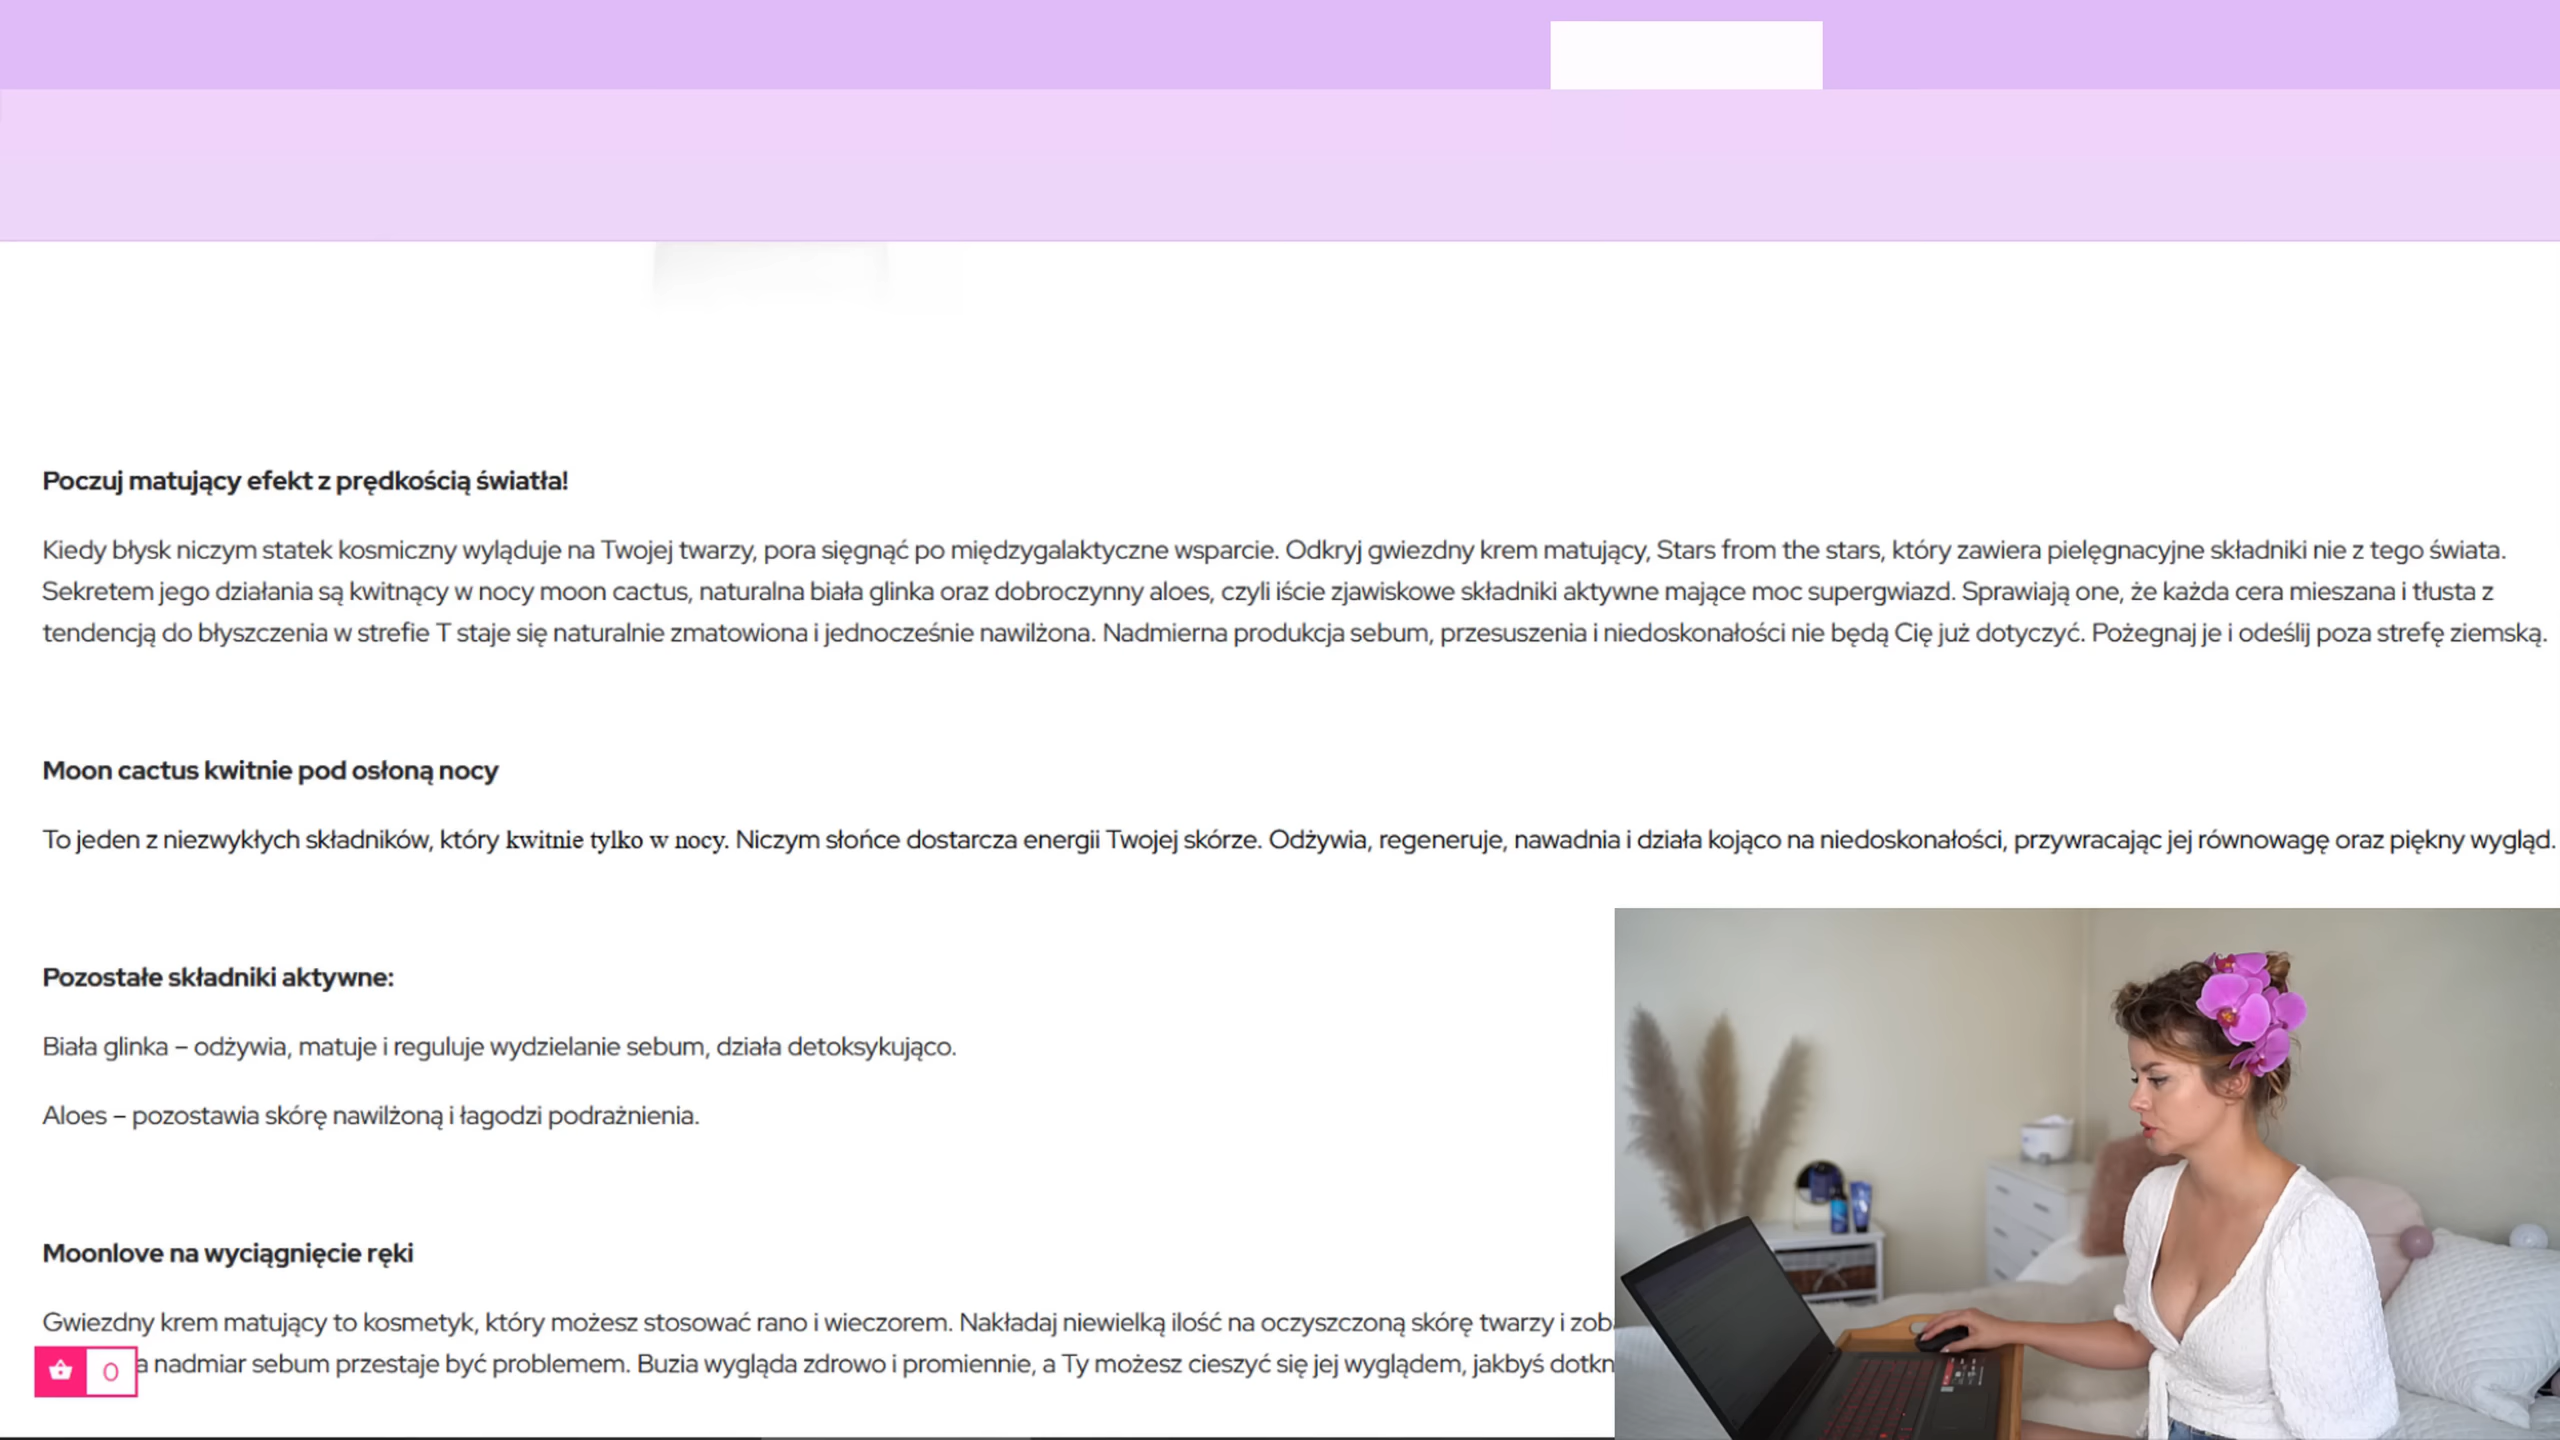 Poczuj matujący efekt z prędkością światła!
Kiedy błysk niczym statek kosmiczny wyląduje na Twojej twarzy, pora sięgnąć po międzygalaktyczne wsparcie. Odkryj gwiezdny krem matujący, Stars from the stars, który zawiera pielęgnacyjne składniki nie z tego świata.
Sekretem jego działania są kwitnący w nocy moon cactus, naturalna biała glinka oraz dobroczynny aloes, czyli iście zjawiskowe składniki aktywne mające moc supergwiazd. Sprawiają one, że każda cera mieszana i tłusta z
tendencją do błyszczenia w strefie T staje się naturalnie zmatowiona i jednocześnie nawilżona. Nadmierna produkcja sebum, przesuszenia i niedoskonałości nie będą Cię już dotyczyć. Pożegnaj je i odeślij poza strefę ziemską.
Moon cactus kwitnie pod osłoną nocy
To jeden z niezwykłych składników, który kwitnie tylko w nocy. Niczym słońce dostarcza energii Twojej skórze. Odżywia, regeneruje, nawadnia i działa kojąco na niedoskonałości, przywracając jej równowagę oraz piękny wygląd.
Pozostałe składniki aktywne:
Biała glinka – odżywia, matuje i reguluje wydzielanie sebum, działa detoksykująco.
Aloes – pozostawia skórę nawilżoną i łagodzi podrażnienia.
Moonlove na wyciągnięcie ręki
Gwiezdny krem matujący to kosmetyk, który możesz stosować rano i wieczorem. Nakładaj niewielką ilość na oczyszczoną skórę twarzy i
nadmiar sebum przestaje być problemem. Buzia wygląda zdrowo i promiennie, a Ty możesz cieszyć się jej wyglądem, jakbyś
0